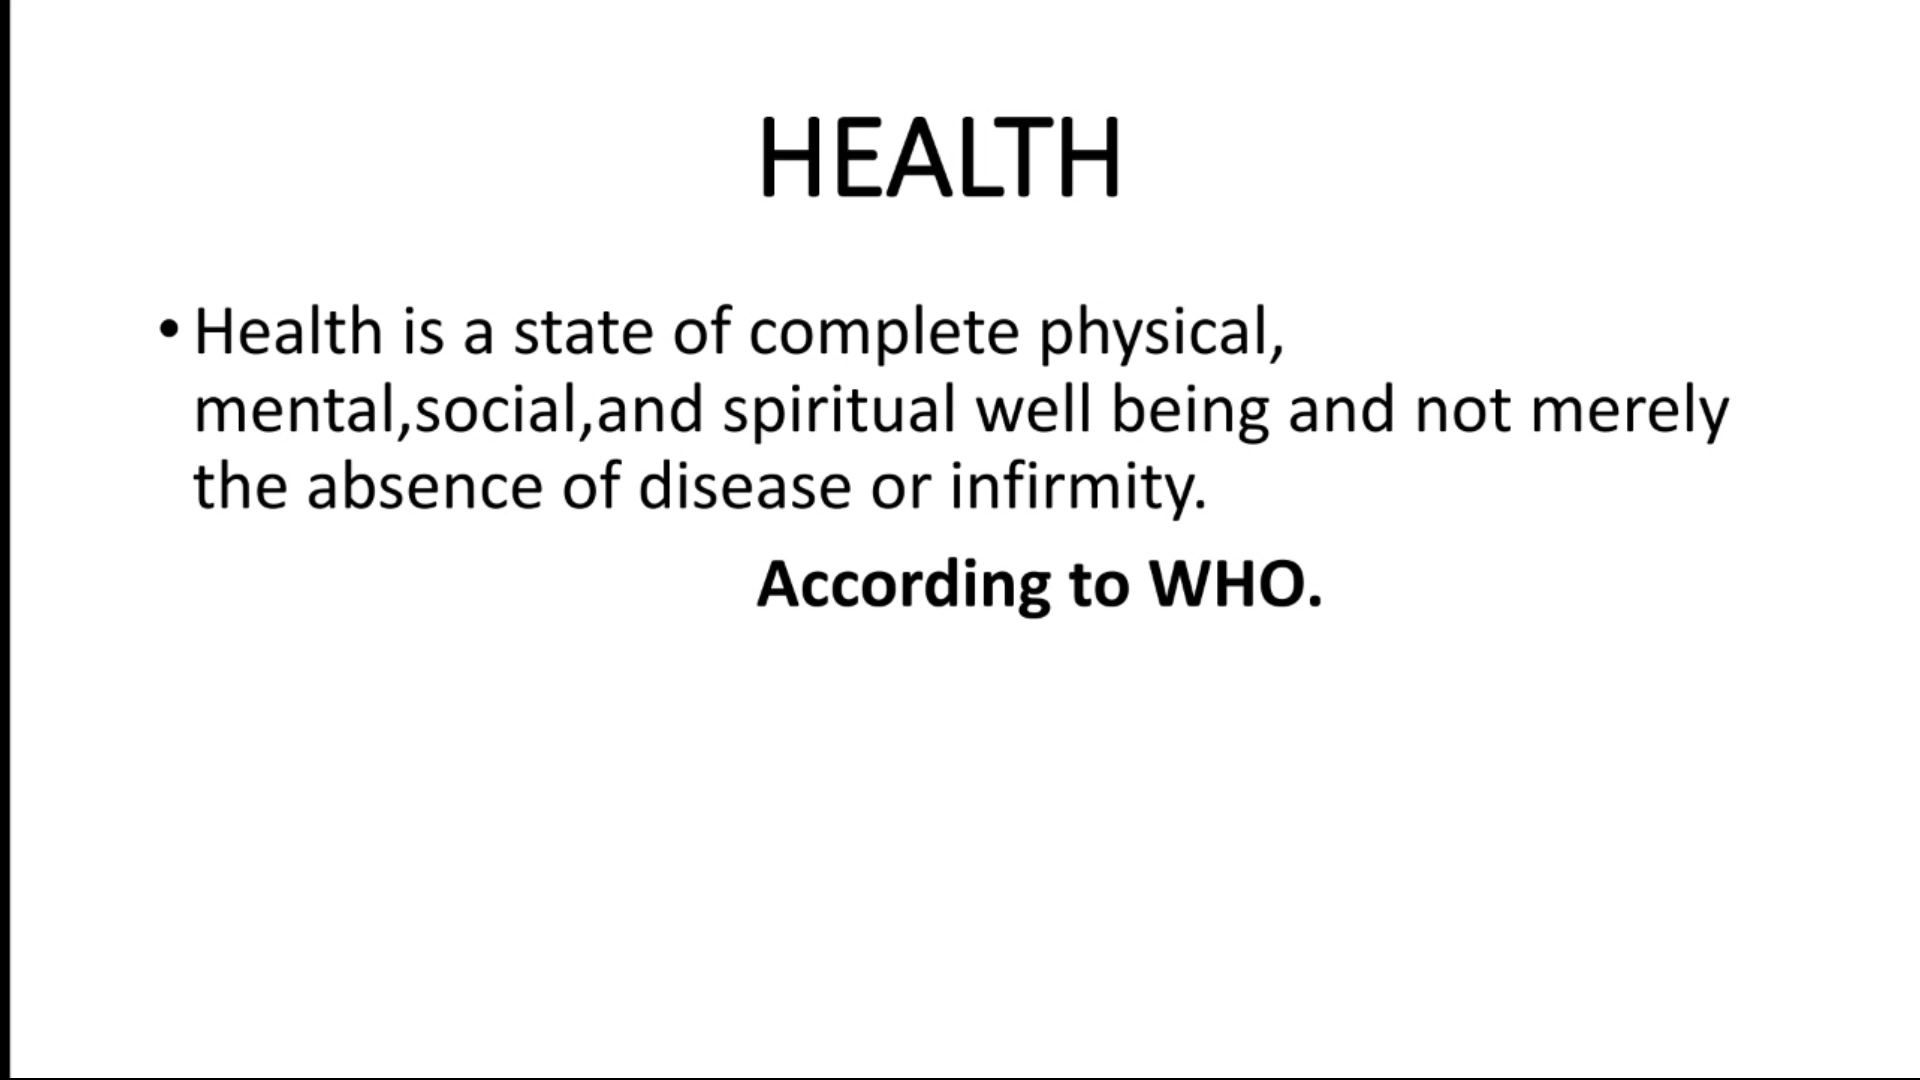 HEALTH
• Health is a state of complete physical,
mental,social,and spiritual well being and not merely
the absence of disease or infirmity.
According to WHO.